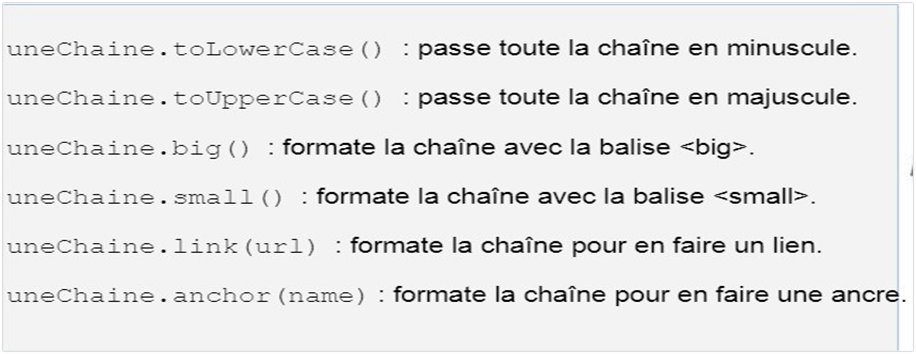 uneChaine.toLowerCase() : passe toute la chaîne en minuscule.
uneChaine.toUpperCase() : passe toute la chaîne en majuscule.
uneChaine.big() : formate la chaîne avec la balise <big>.
uneChaine.small() : formate la chaîne avec la balise <small>.
uneChaine.link(url) : formate la chaîne pour en faire un lien.
uneChaine.anchor(name) : formate la chaîne pour en faire une ancre.